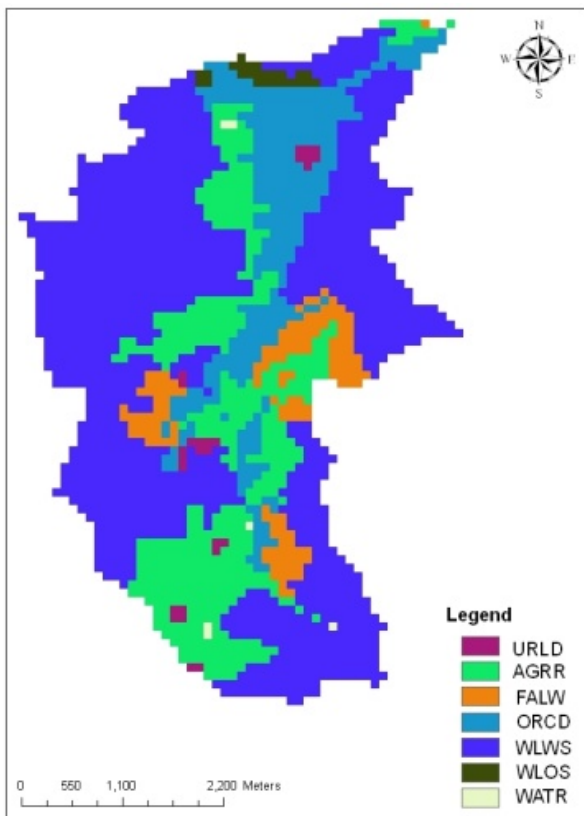 N
W E
S
Legend
URLD
AGRR
FALW
ORCD
WLWS
WLOS
WATR
0 550 1,100 2,200 Meters